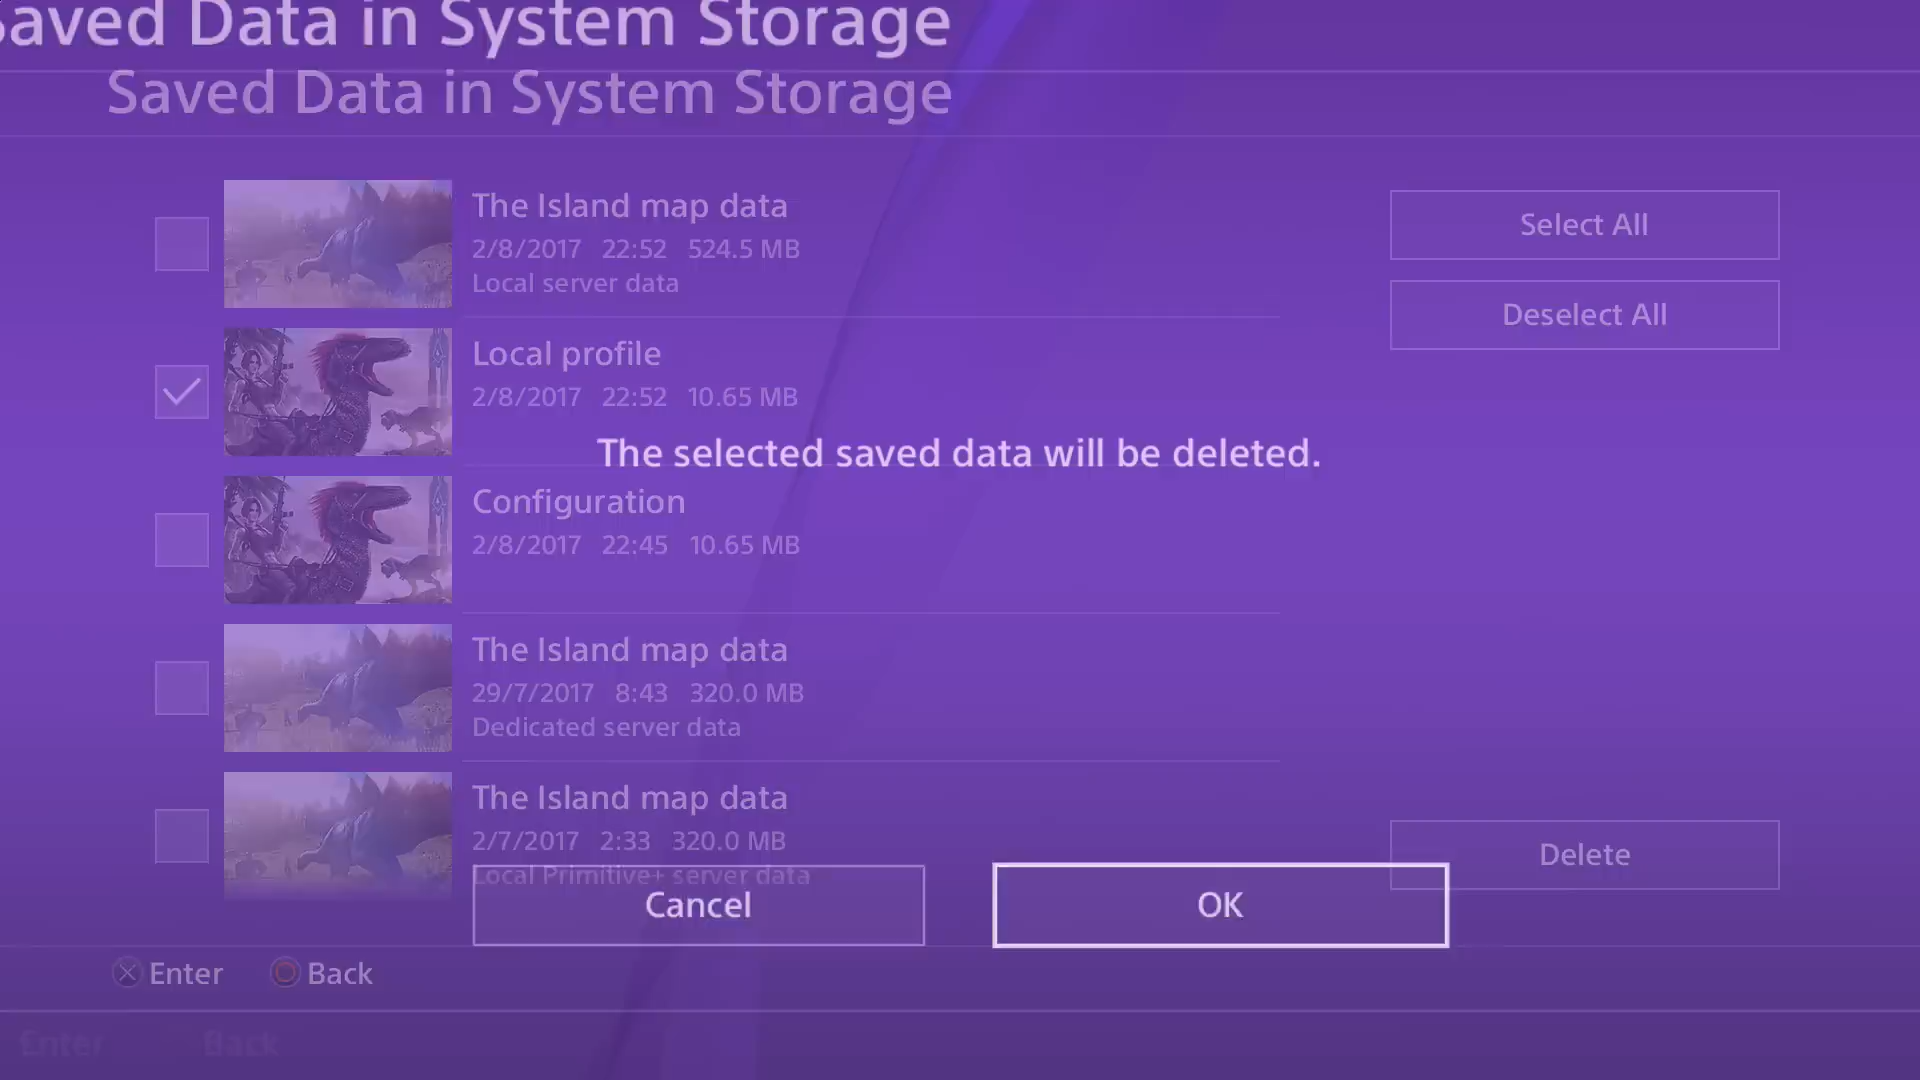 Saved Data in System Storage
Saved Data in System Storage
The Island map data
2/8/2017 22:52 524.5 MB
Local server data
Select All
Deselect All
Local profile
2/8/2017 22:52 10.65 MB
The selected saved data will be deleted.
Configuration
2/8/2017 22:45 10.65 MB
The Island map data
29/7/2017 8:43 320.0 MB
Dedicated server data
The Island map data
2/7/2017 2:33 320.0 MB
Local Primitive+ server data
Delete
Cancel
OK
Enter Back
Enter Back